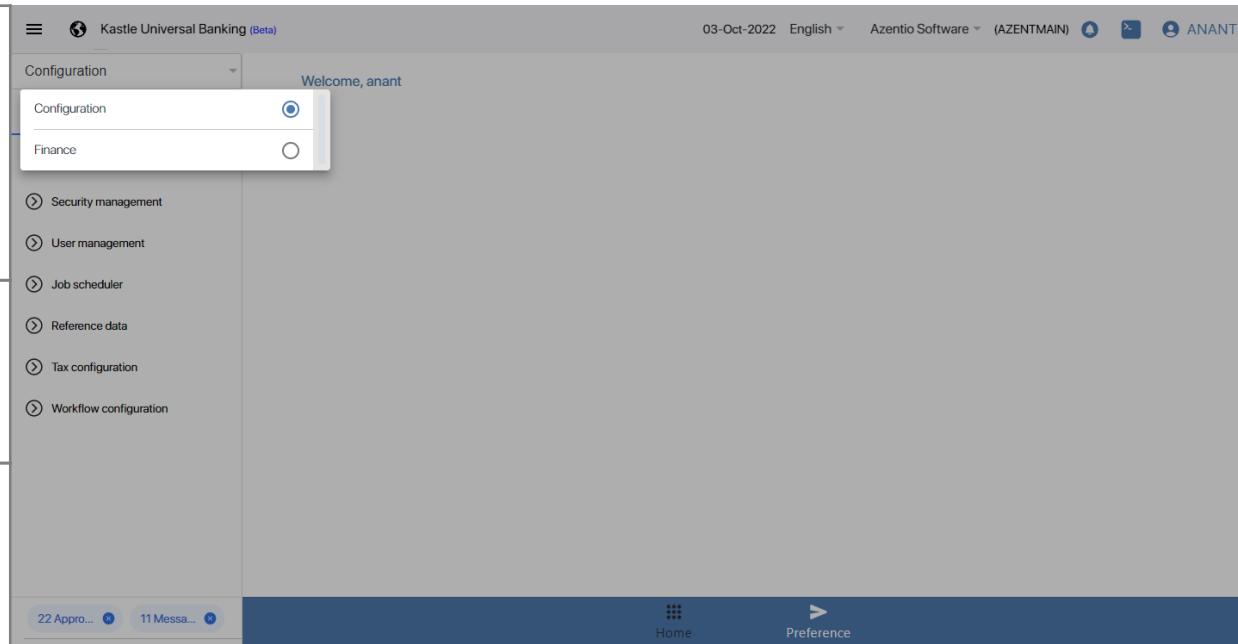 Kastle Universal Banking (Beta)
03-Oct-2022 English Azentio Software (AZENTMAIN) ANANT
Configuration
Welcome, anant
Configuration
Finance
Security management
User management
Job scheduler
Reference data
Tax configuration
Workflow configuration
22 Appro... 11 Messa...
Home Preference